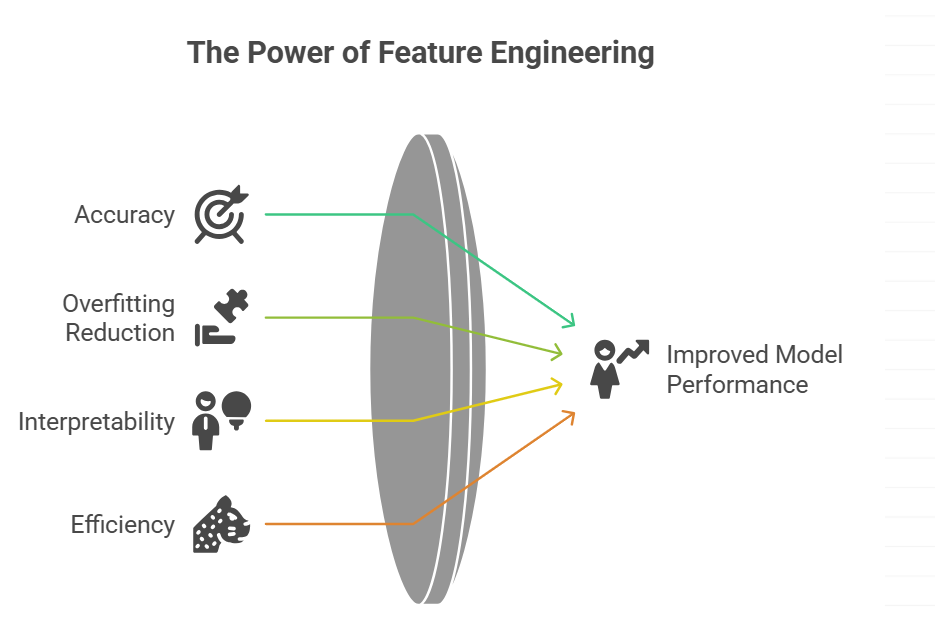 The Power of Feature Engineering
Accuracy
Overfitting
Reduction
Interpretability
Efficiency
Improved Model
Performance